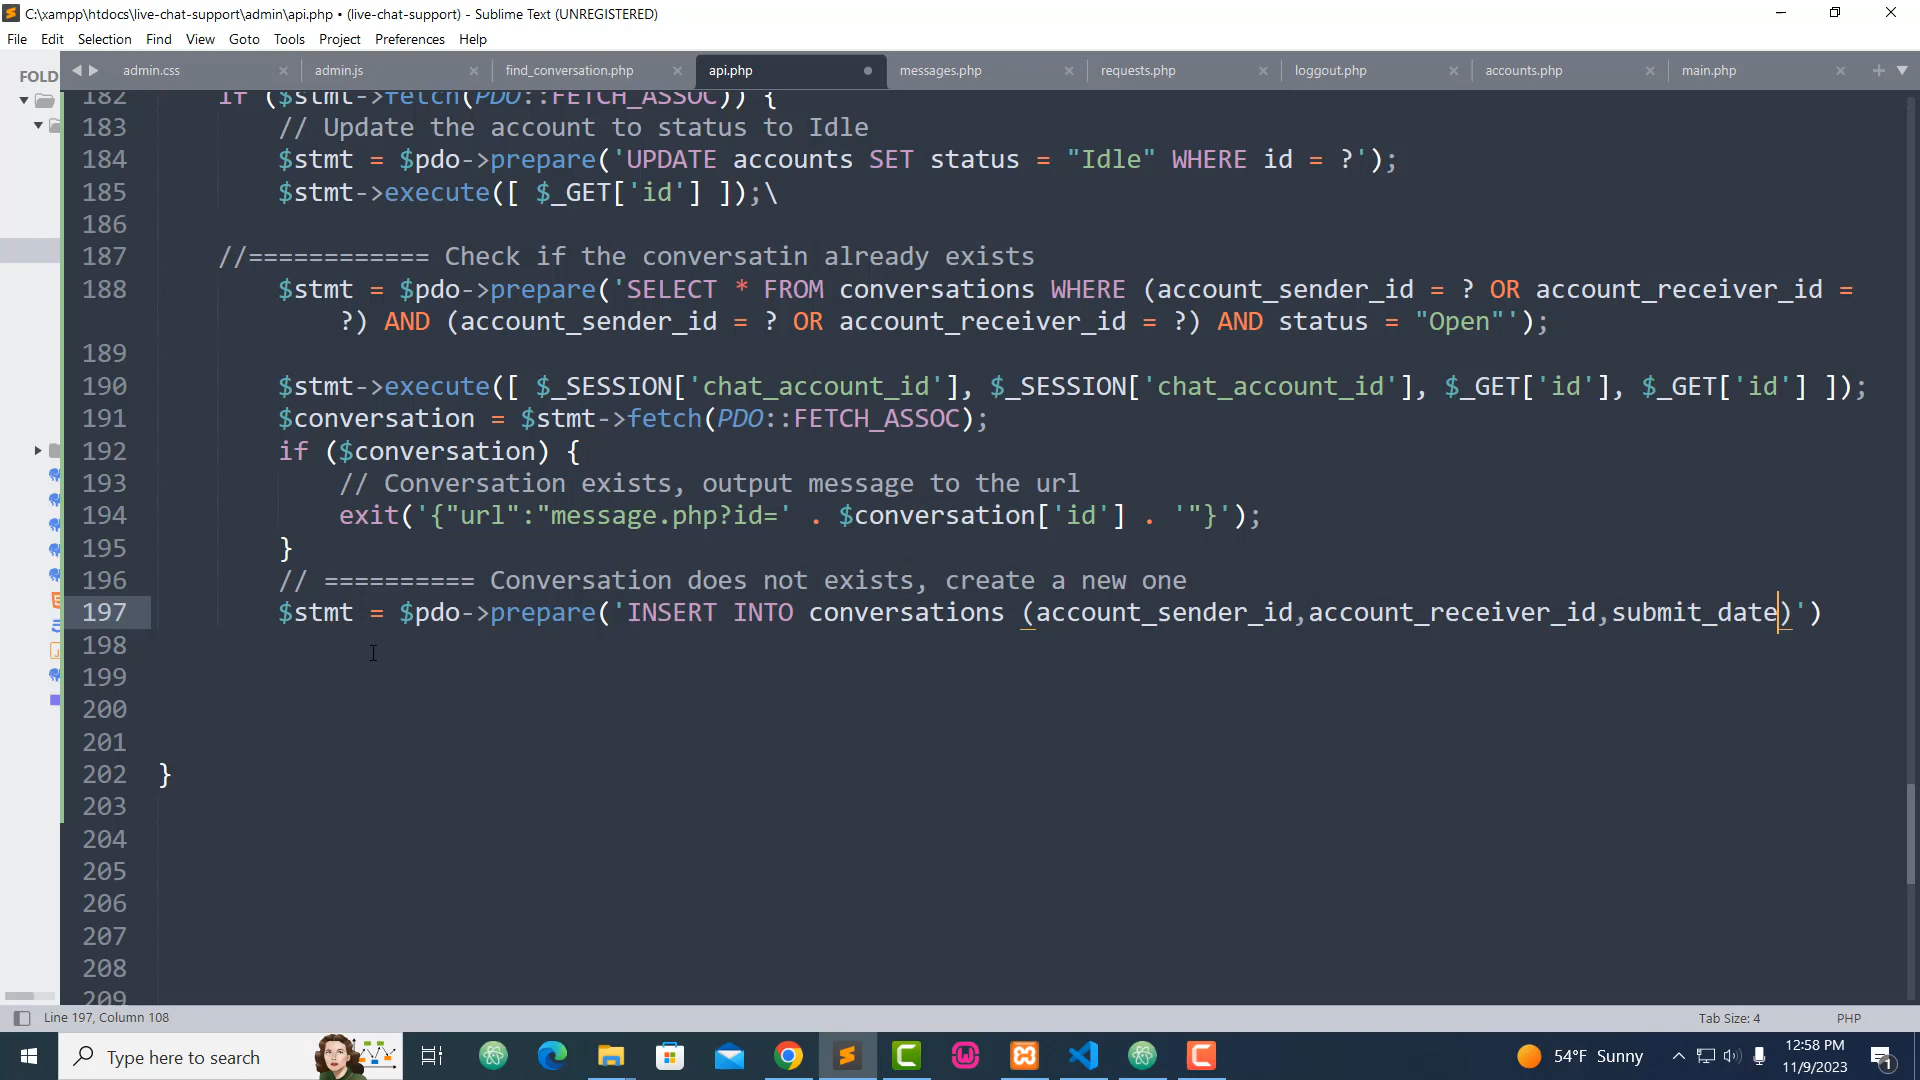 C:\xampp\htdocs\live-chat-support\admin\api.php • (live-chat-support) - Sublime Text (UNREGISTERED)
File Edit Selection Find View Goto Tools Project Preferences Help
FOLD
admin.css
admin.js
find_conversation.php
api.php
messages.php
requests.php
loggout.php
accounts.php
main.php
182 if ($stmt->fetch(PDO::FETCH_ASSOC)) {
183 // Update the account to status to Idle
184 $stmt = $pdo->prepare('UPDATE accounts SET status = "Idle" WHERE id = ?');
185 $stmt->execute([ $_GET['id'] ]);\
186
187 //============ Check if the conversatin already exists
188 $stmt = $pdo->prepare('SELECT * FROM conversations WHERE (account_sender_id = ? OR account_receiver_id =
?) AND (account_sender_id = ? OR account_receiver_id = ?) AND status = "Open"');
189
190 $stmt->execute([ $_SESSION['chat_account_id'], $_SESSION['chat_account_id'], $_GET['id'], $_GET['id'] ]);
191 $conversation = $stmt->fetch(PDO::FETCH_ASSOC);
192 if ($conversation) {
193 // Conversation exists, output message to the url
194 exit('{"url":"message.php?id=' . $conversation['id'] . '"}');
195 }
196 // ========== Conversation does not exists, create a new one
197 $stmt = $pdo->prepare('INSERT INTO conversations (account_sender_id,account_receiver_id,submit_date)')
198
199
200
201
202 }
203
204
205
206
207
208
209
Line 197, Column 108
Tab Size: 4
PHP
Type here to search
54°F Sunny
12:58 PM
11/9/2023
1